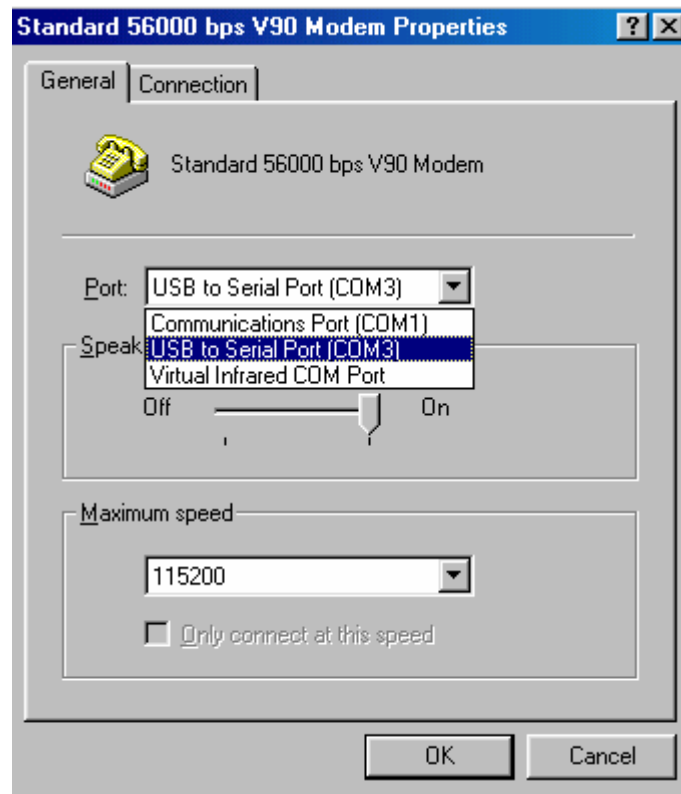 Standard 56000 bps V90 Modem Properties
General
Connection
Standard 56000 bps V90 Modem
Port:
USB to Serial Port (COM3)
Communications Port (COM1)
USB to Serial Port (COM3)
Virtual Infrared COM Port
Speak
Off
On
Maximum speed
115200
Only connect at this speed
OK
Cancel